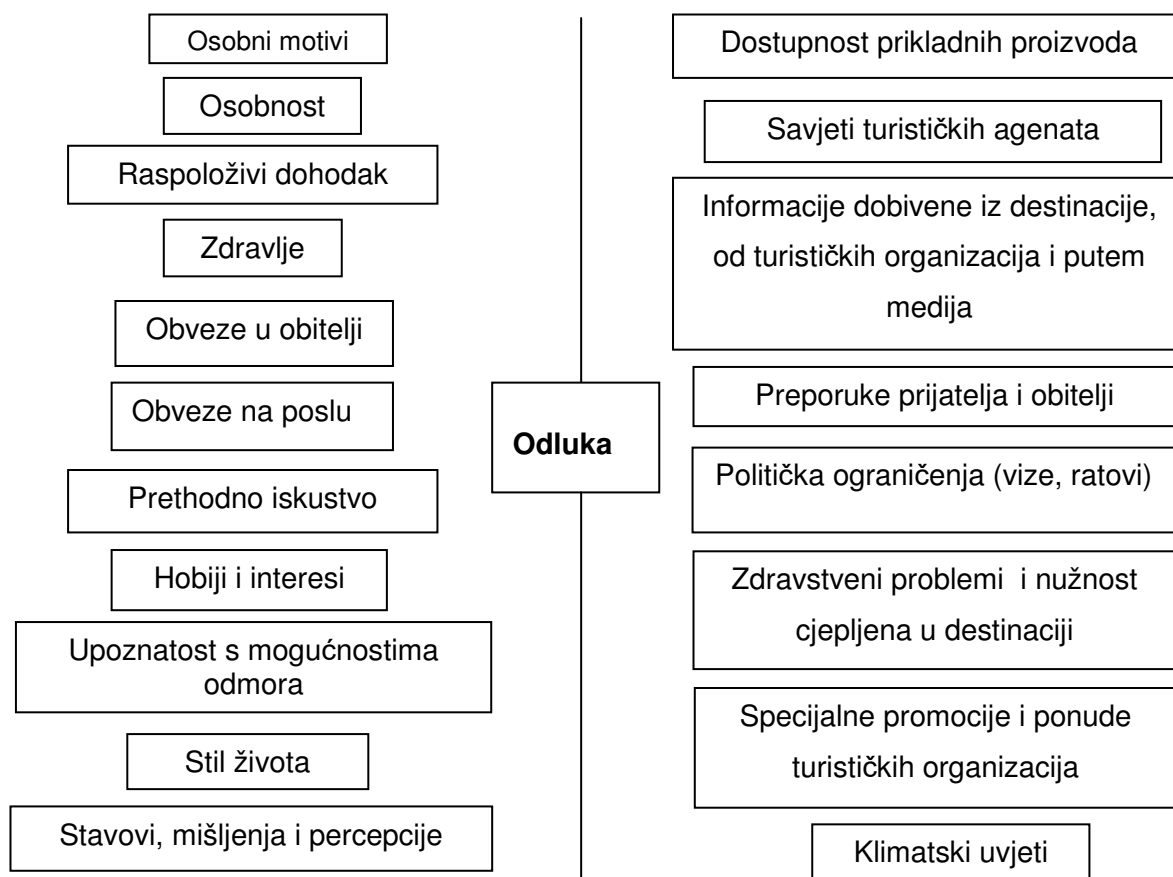 Osobni motivi
Osobnost
Raspoloživi dohodak
Zdravlje
Obveze u obitelji
Obveze na poslu
Prethodno iskustvo
Hobiji i interesi
Upoznatost s mogućnostima
odmora
Stil života
Stavovi, mišljenja i percepcije
Odluka
Dostupnost prikladnih proizvoda
Savjeti turističkih agenata
Informacije dobivene iz destinacije,
od turističkih organizacija i putem
medija
Preporuke prijatelja i obitelji
Politička ograničenja (vize, ratovi)
Zdravstveni problemi i nužnost
cjepljena u destinaciji
Specijalne promocije i ponude
turističkih organizacija
Klimatski uvjeti